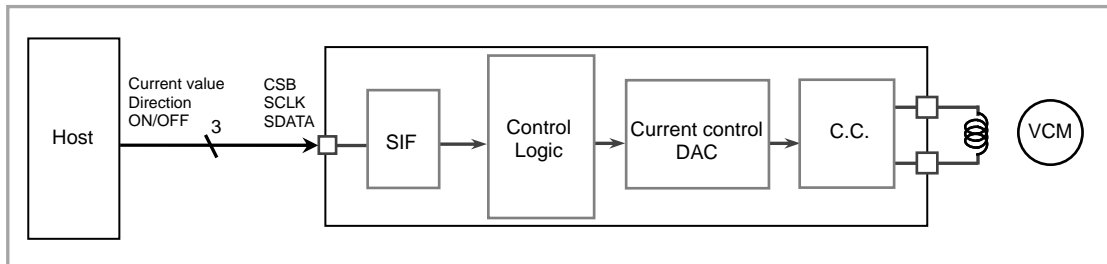 Host
Current value
Direction
ON/OFF
3
CSB
SCLK
SDATA
SIF
Control
Logic
Current control
DAC
C.C.
VCM